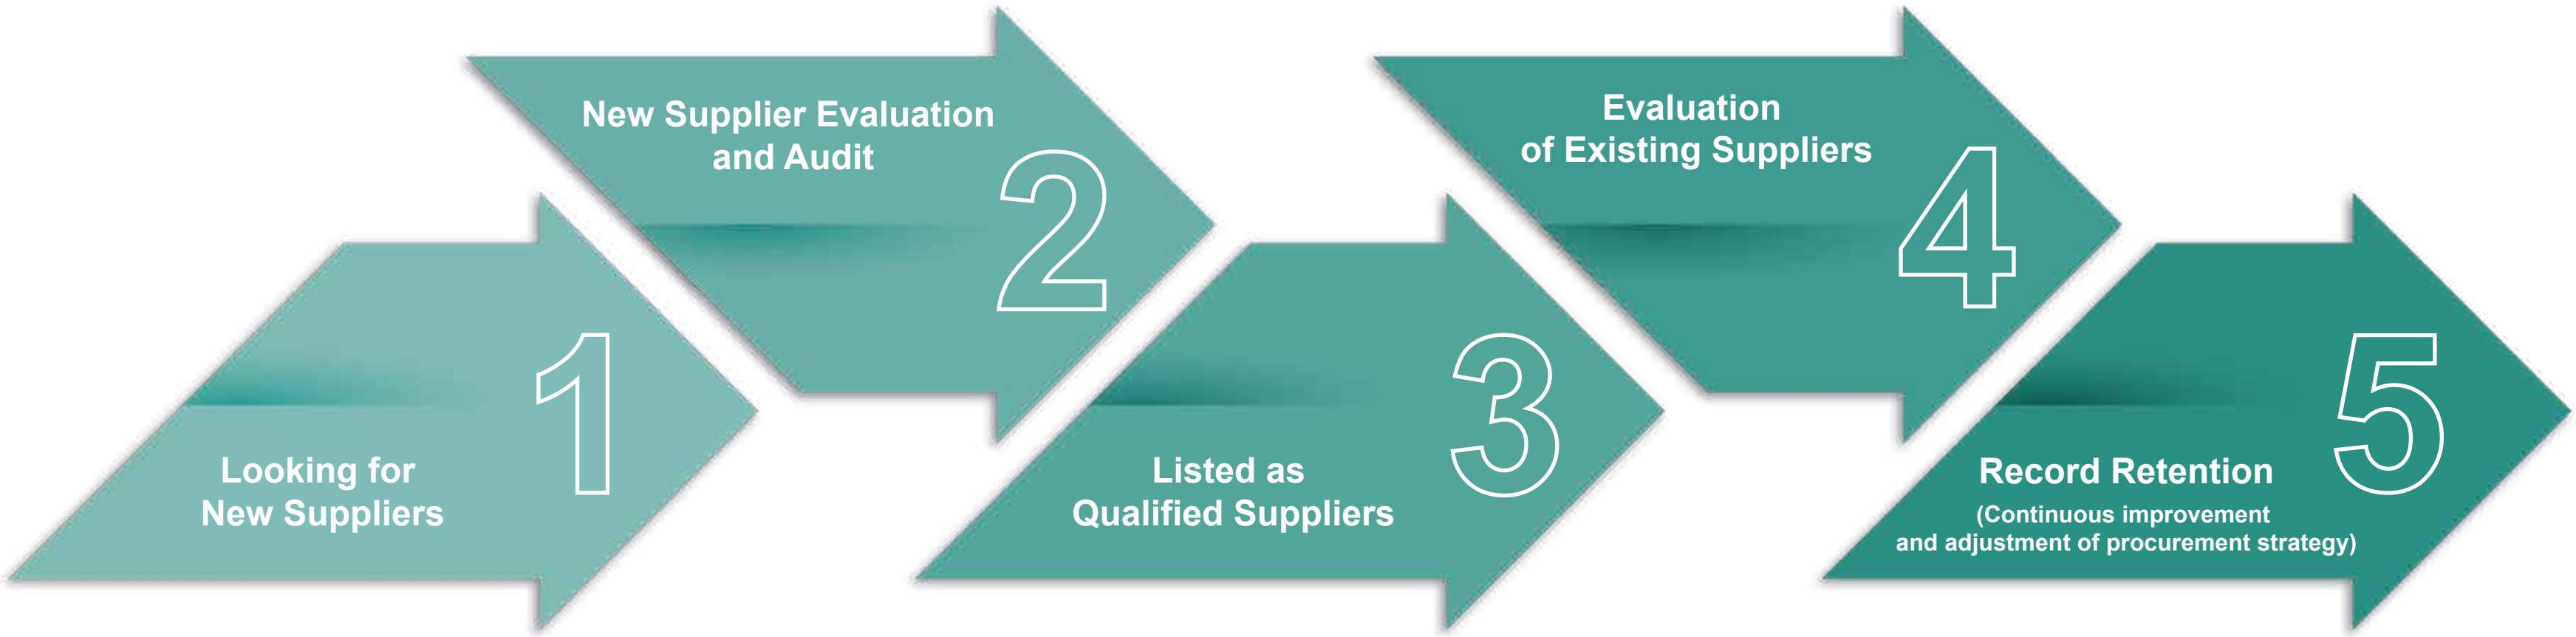 1
Looking for
New Suppliers
New Supplier Evaluation
and Audit
2
3
Listed as
Qualified Suppliers
Evaluation
of Existing Suppliers
4
5
Record Retention
(Continuous improvement
and adjustment of procurement strategy)